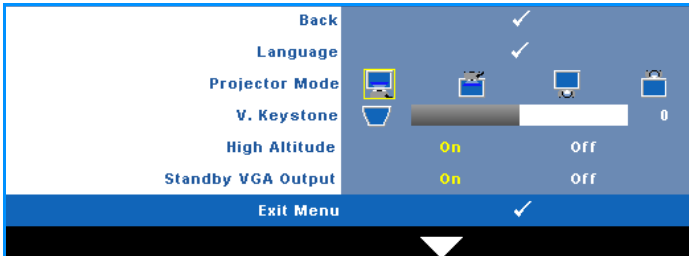 Back
Language
Projector Mode
V. Keystone 0
High Altitude On Off
Standby VGA Output On Off
Exit Menu